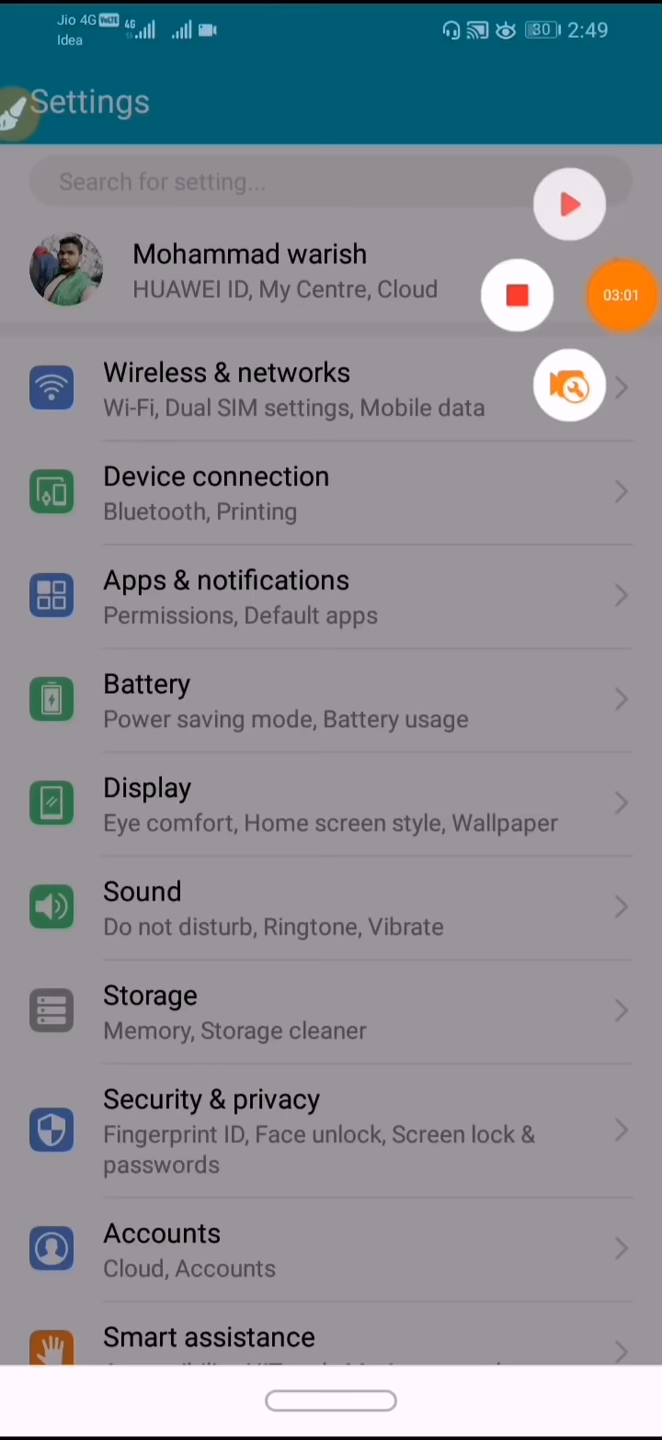 Jio 4G VoLTE 4G
Idea
30 2:49
Settings
Search for setting...
Mohammad warish
HUAWEI ID, My Centre, Cloud
03:01
Wireless & networks
Wi-Fi, Dual SIM settings, Mobile data
Device connection
Bluetooth, Printing
Apps & notifications
Permissions, Default apps
Battery
Power saving mode, Battery usage
Display
Eye comfort, Home screen style, Wallpaper
Sound
Do not disturb, Ringtone, Vibrate
Storage
Memory, Storage cleaner
Security & privacy
Fingerprint ID, Face unlock, Screen lock &
passwords
Accounts
Cloud, Accounts
Smart assistance